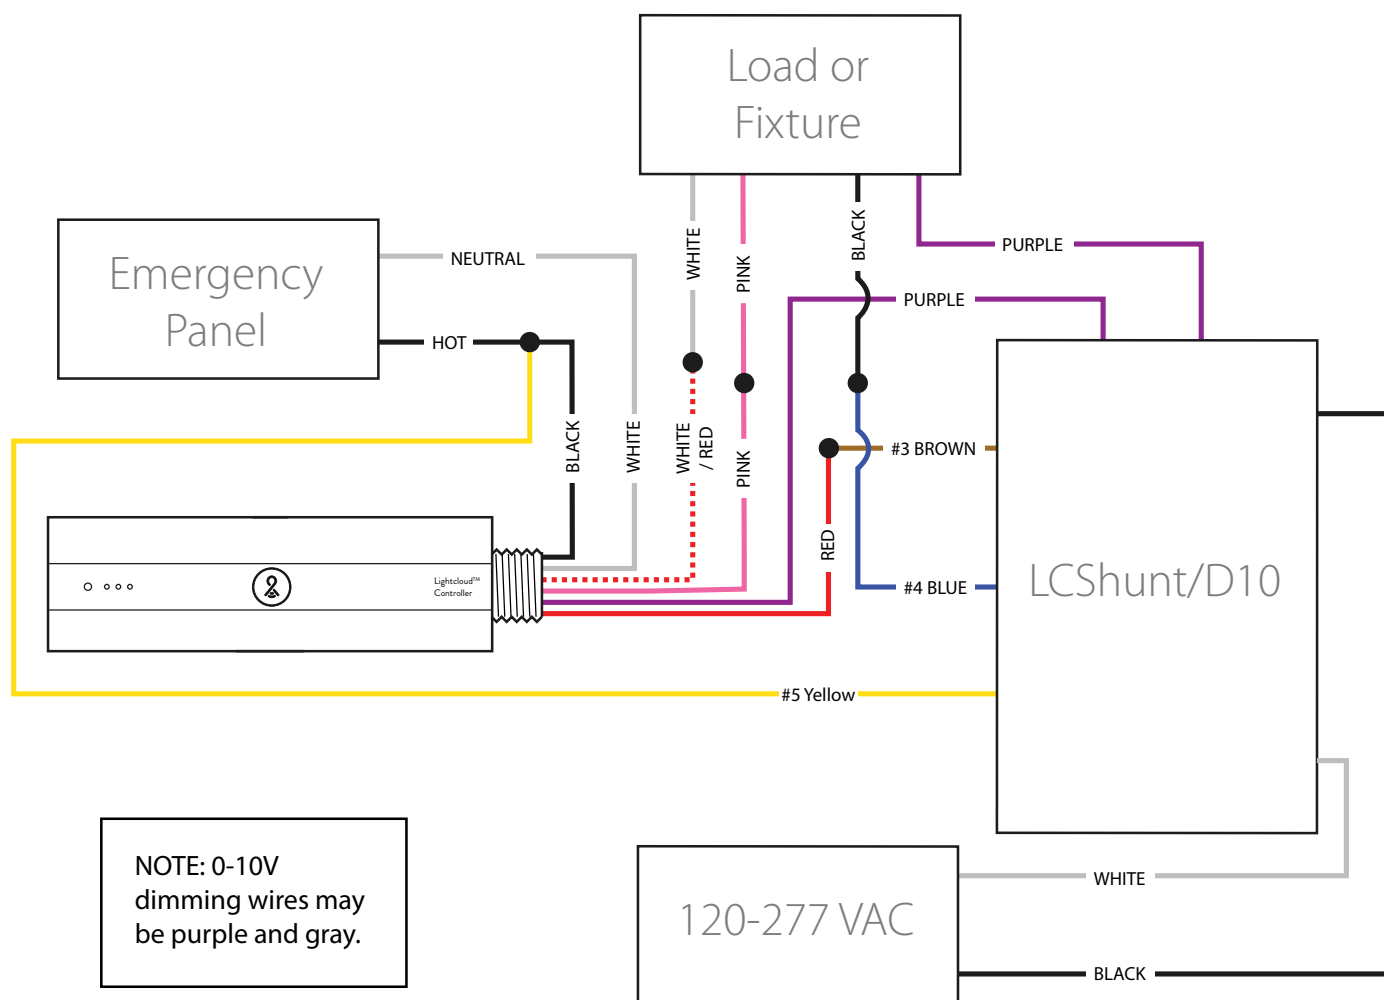 Load or
Fixture
Emergency
Panel
NEUTRAL
HOT
WHITE
PINK
BLACK
PURPLE
PURPLE
BLACK
WHITE
WHITE
/ RED
PINK
#3 BROWN
RED
#4 BLUE
LCShunt/D10
Lightcloud™
Controller
#5 Yellow
NOTE: 0-10V
dimming wires may
be purple and gray.
120-277 VAC
WHITE
BLACK